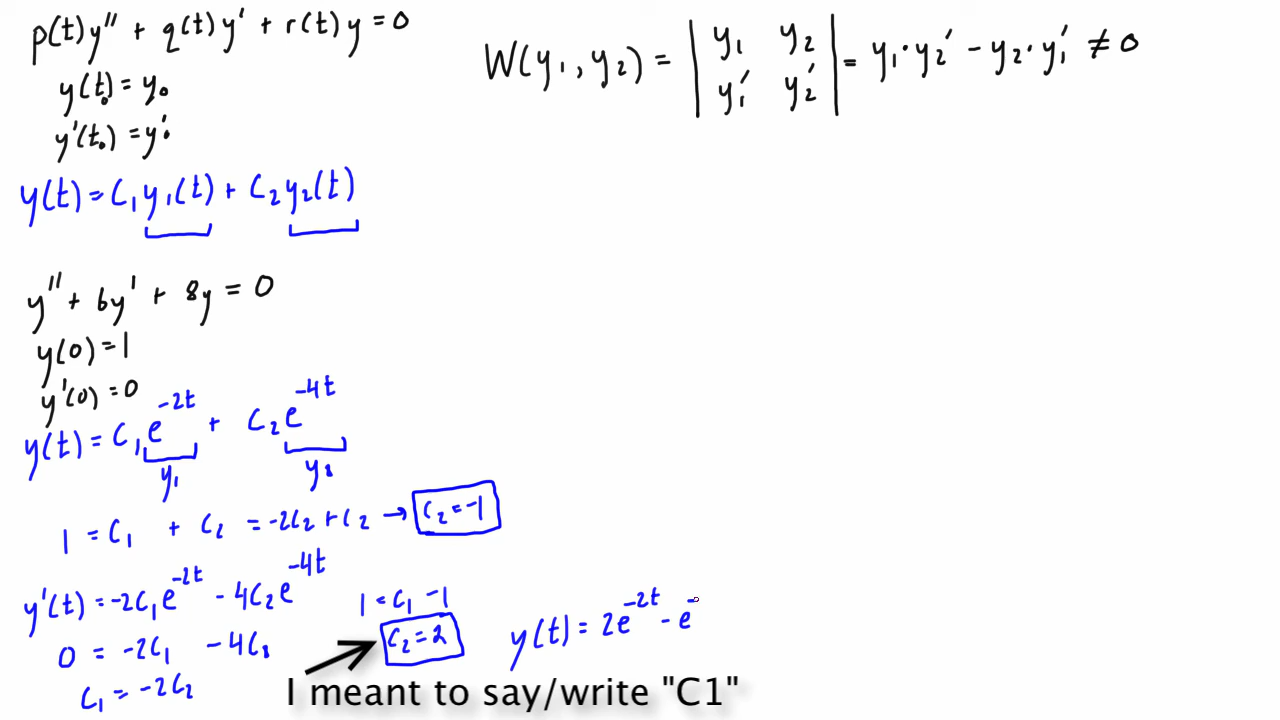 p(t)y'' + q(t)y' + r(t)y = 0
y(t₀) = y₀
y'(t₀) = y'₀
y(t) = C₁y₁(t) + C₂y₂(t)
W(y₁, y₂) = | y₁ y₂ | = y₁·y₂' − y₂·y₁' ≠ 0
| y₁' y₂' |
y'' + 6y' + 8y = 0
y(0) = 1
y'(0) = 0
y(t) = C₁e^-2t + C₂e^-4t
y₁ y₂
1 = C₁ + C₂ = -2C₂ + C₂ → C₂ = -1
y'(t) = -2C₁e^-2t - 4C₂e^-4t
0 = -2C₁ - 4C₂
C₁ = -2C₂
1 = C₁ - 1
C₂ = 2
y(t) = 2e^-2t - e^-
I meant to say/write "C1"